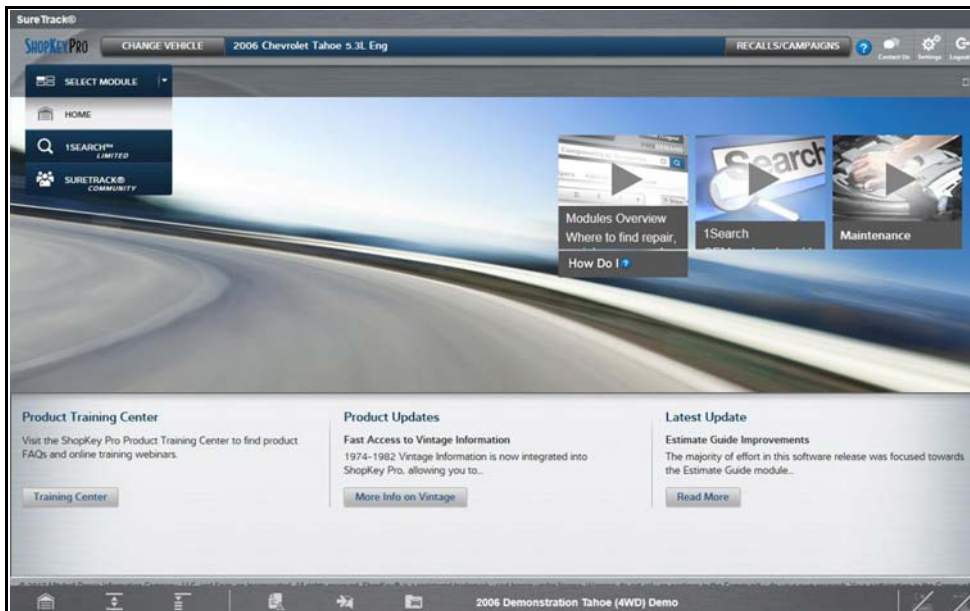 SureTrack®
SHOPKEYPRO
CHANGE VEHICLE
2006 Chevrolet Tahoe 5.3L Eng
RECALLS/CAMPAIGNS
?
Contact Us
Settings
Logout
SELECT MODULE
HOME
1SEARCH™
LIMITED
SURETRACK®
COMMUNITY
Search
Modules Overview
Where to find repair,
How Do I ?
1Search
Maintenance
Product Training Center
Visit the ShopKey Pro Product Training Center to find product
FAQs and online training webinars.
Training Center
Product Updates
Fast Access to Vintage Information
1974-1982 Vintage Information is now integrated into
ShopKey Pro, allowing you to...
More Info on Vintage
Latest Update
Estimate Guide Improvements
The majority of effort in this software release was focused towards
the Estimate Guide module...
Read More
2006 Demonstration Tahoe (4WD) Demo